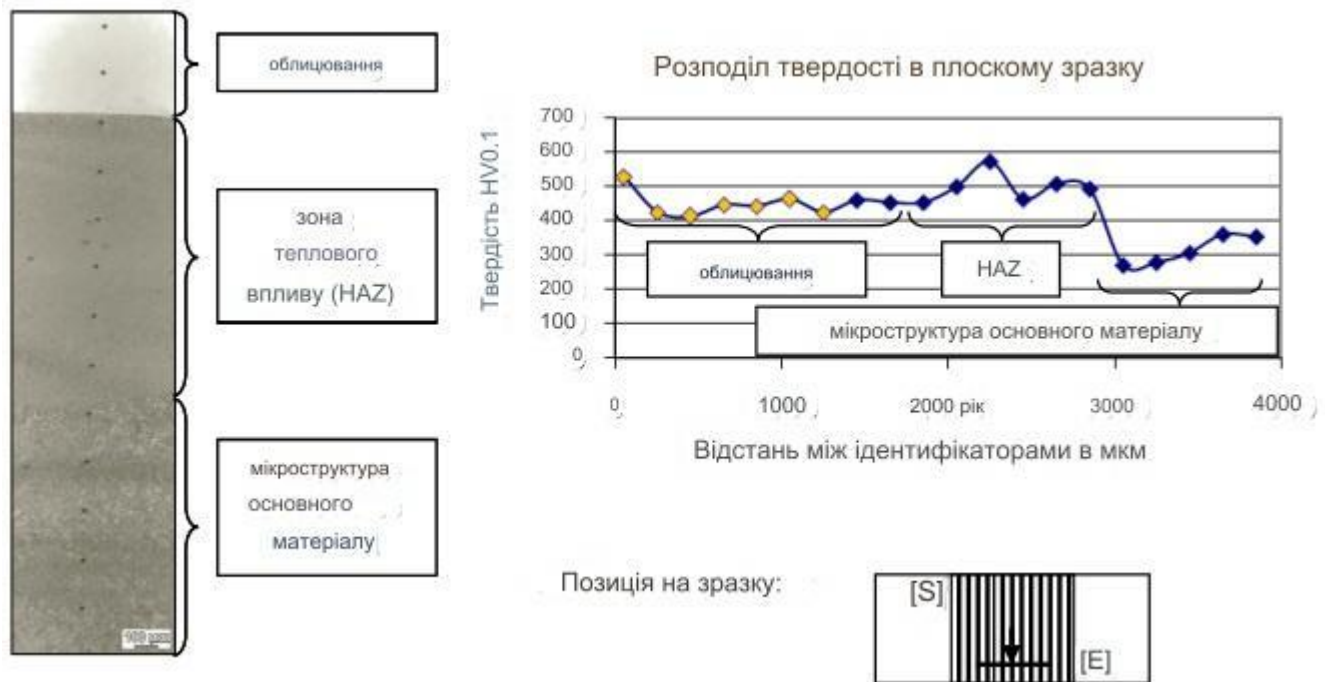 облицювання
зона
теплового
впливу (HAZ)
мікроструктура
основного
матеріалу
Розподіл твердості в плоскому зразку
Твердість HV0.1
700
600
500
400
300
200
100
0
облицювання
HAZ
мікроструктура основного матеріалу
0
1000
2000 рік
3000
4000
Відстань між ідентифікаторами в мкм
Позиція на зразку:
[S]
[E]